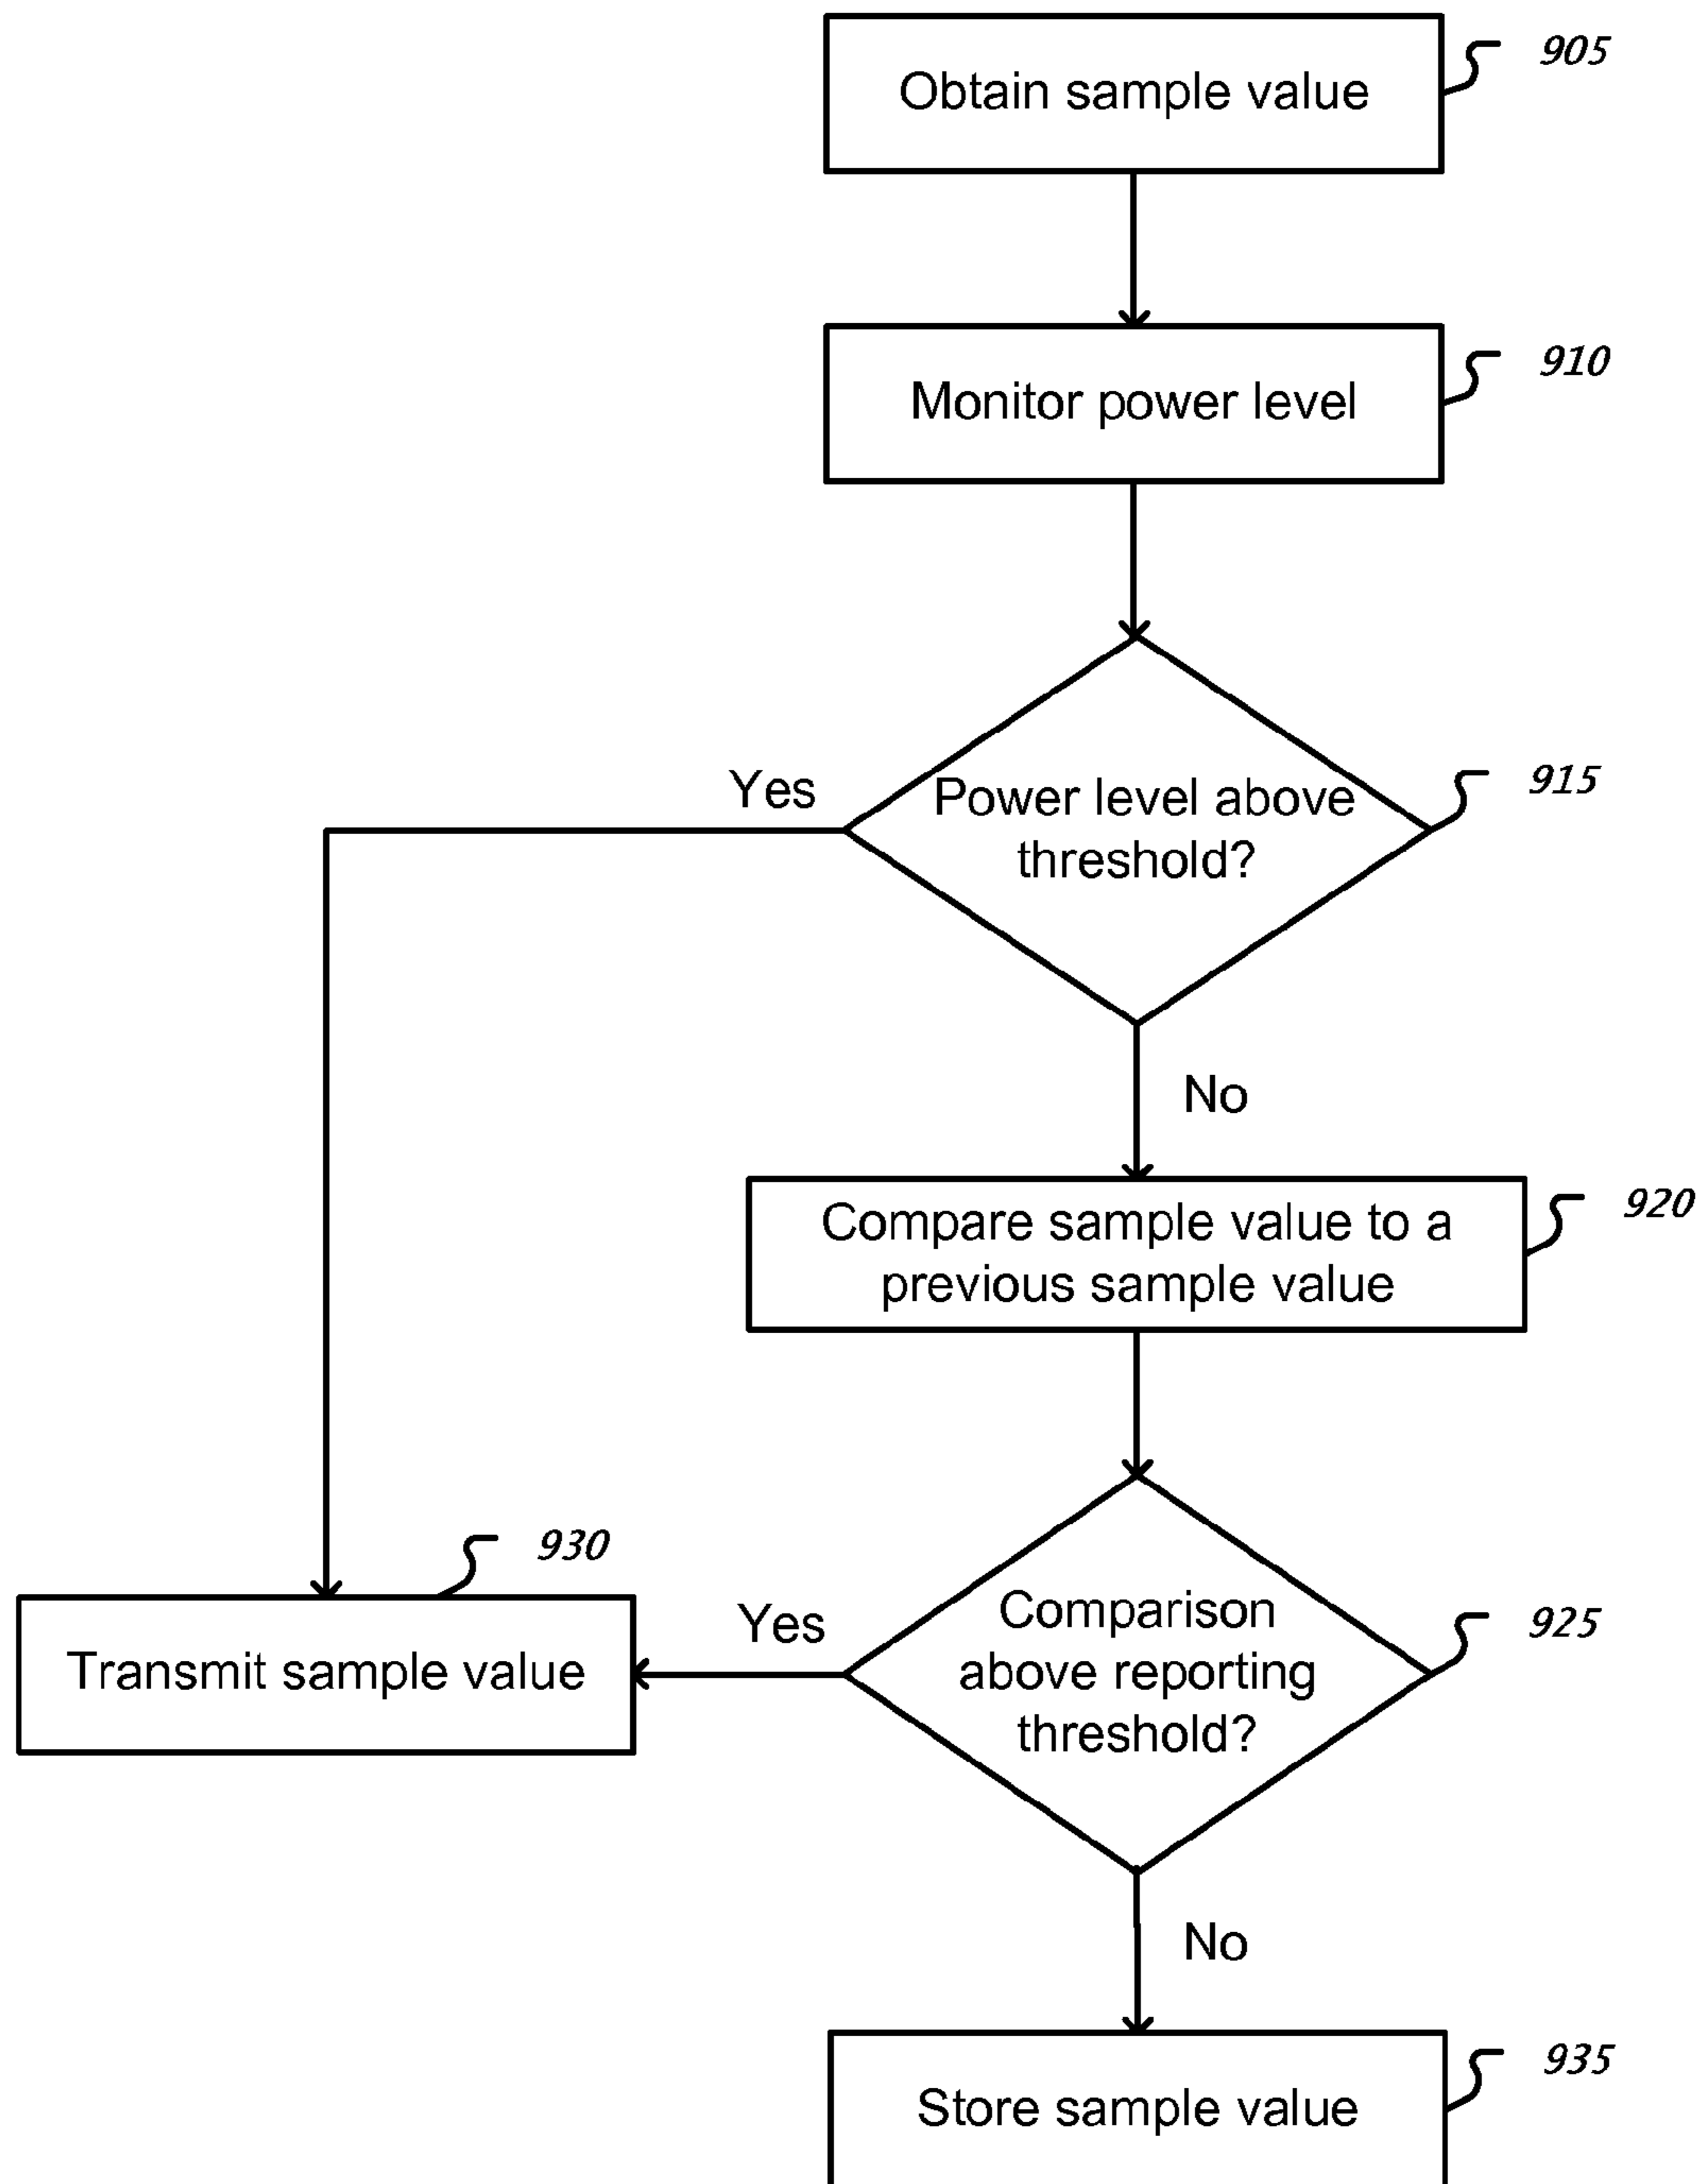 Obtain sample value
905
Monitor power level
910
Power level above
threshold?
915
Yes
No
Compare sample value to a
previous sample value
920
Comparison
above reporting
threshold?
925
Yes
Transmit sample value
930
No
Store sample value
935